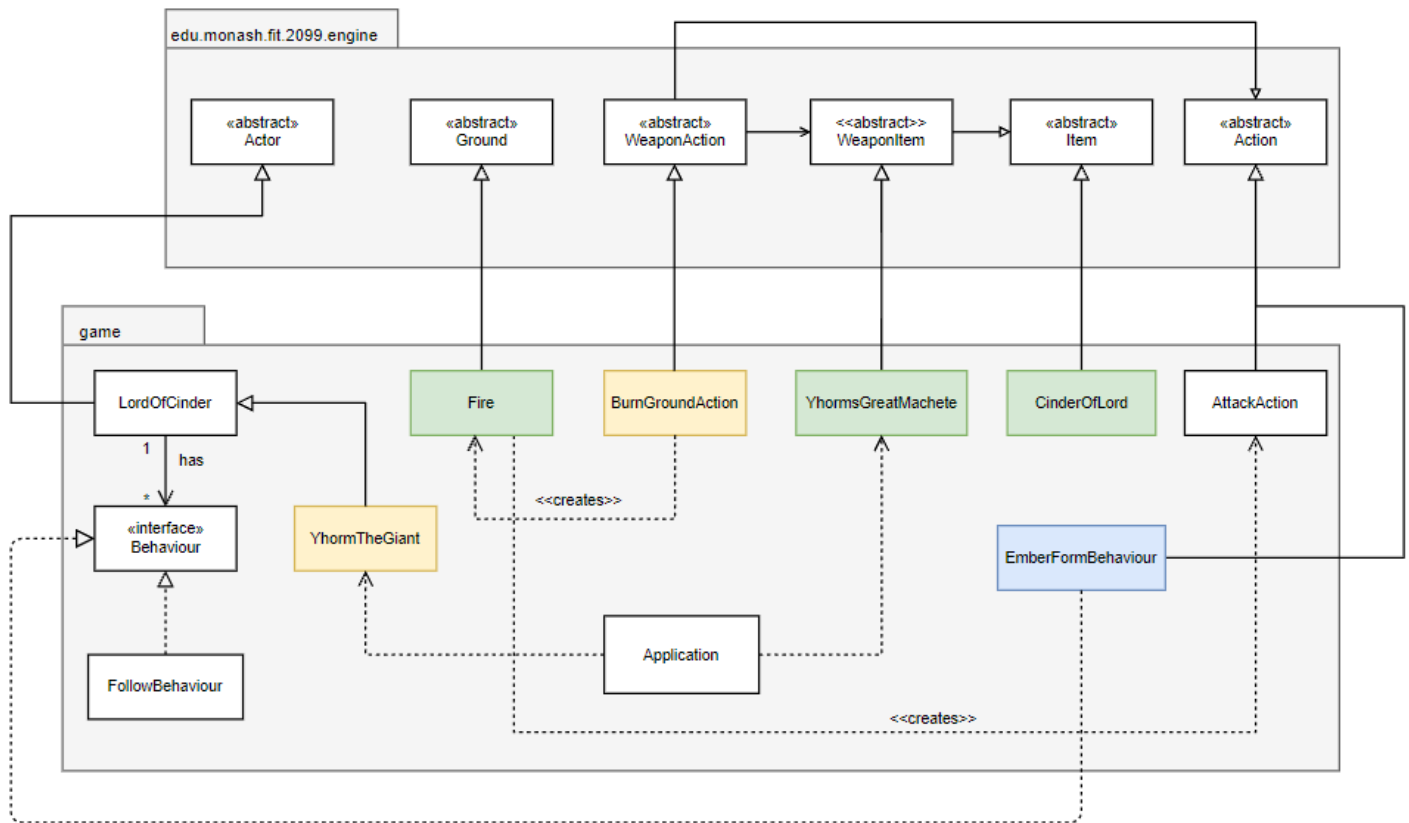 edu.monash.fit.2099.engine
«abstract»
Actor
«abstract»
Ground
«abstract»
WeaponAction
<<abstract>>
WeaponItem
«abstract»
Item
«abstract»
Action
game
LordOfCinder
Fire
BurnGroundAction
YhormsGreatMachete
CinderOfLord
AttackAction
1
has
*
<<creates>>
«interface»
Behaviour
YhormTheGiant
EmberFormBehaviour
Application
FollowBehaviour
<<creates>>